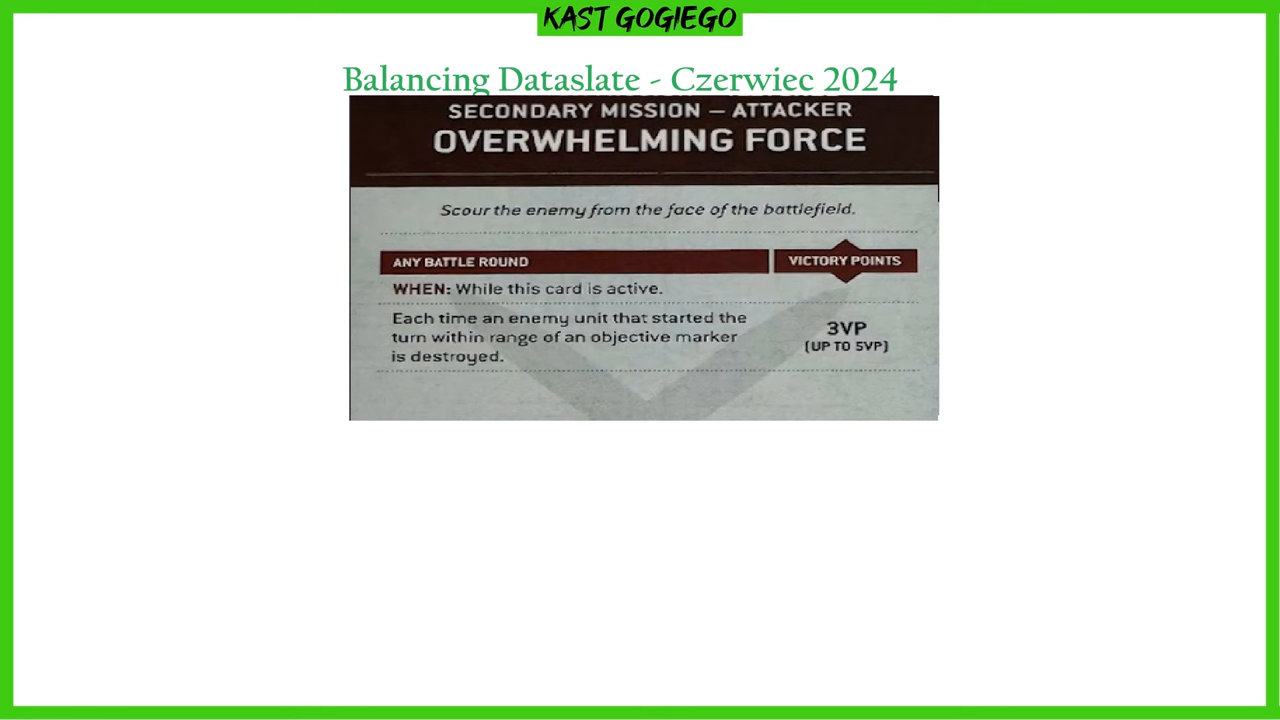 KAST GOGIEGO
Balancing Dataslate - Czerwiec 2024
SECONDARY MISSION – ATTACKER
OVERWHELMING FORCE
Scour the enemy from the face of the battlefield.
ANY BATTLE ROUND
VICTORY POINTS
WHEN: While this card is active.
Each time an enemy unit that started the
turn within range of an objective marker
is destroyed.
3VP
(UP TO 5VP)